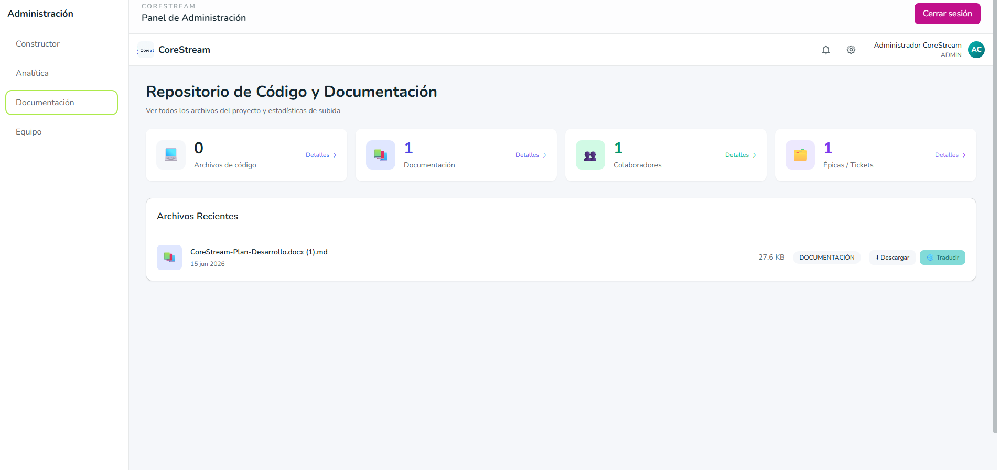 Administración
Constructor
Analítica
Documentación
Equipo
CORESTREAM
Panel de Administración
Cerrar sesión
CoreSt
CoreStream
Administrador CoreStream
ADMIN
AC
Repositorio de Código y Documentación
Ver todos los archivos del proyecto y estadísticas de subida
0
Archivos de código
Detalles →
1
Documentación
Detalles →
1
Colaboradores
Detalles →
1
Épicas / Tickets
Detalles →
Archivos Recientes
CoreStream-Plan-Desarrollo.docx (1).md
15 jun 2026
27.6 KB
DOCUMENTACIÓN
⬇ Descargar
🌐 Traducir